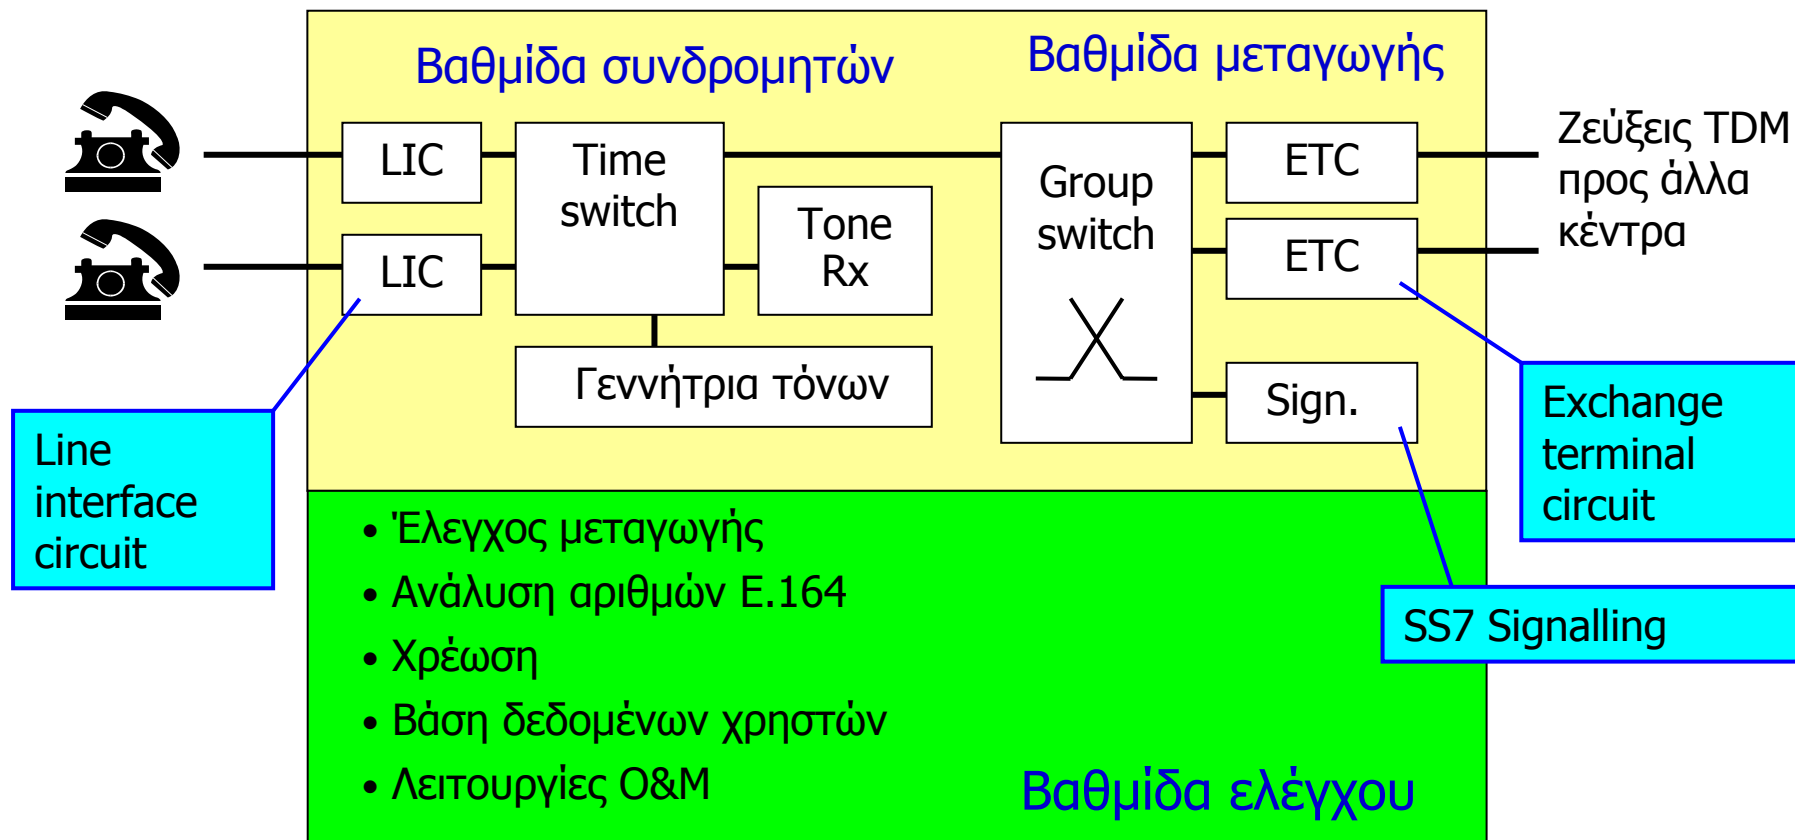 Βαθμίδα συνδρομητών
Βαθμίδα μεταγωγής
LIC
LIC
Time
switch
Tone
Rx
Γεννήτρια τόνων
Group
switch
ETC
ETC
Sign.
Ζεύξεις TDM
προς άλλα
κέντρα
Line
interface
circuit
Exchange
terminal
circuit
SS7 Signalling
• Έλεγχος μεταγωγής
• Ανάλυση αριθμών E.164
• Χρέωση
• Βάση δεδομένων χρηστών
• Λειτουργίες O&M
Βαθμίδα ελέγχου